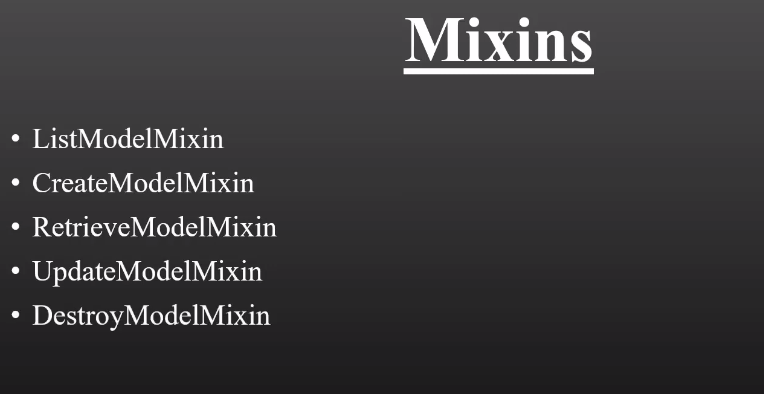 Mixins
• ListModelMixin
• CreateModelMixin
• RetrieveModelMixin
• UpdateModelMixin
• DestroyModelMixin